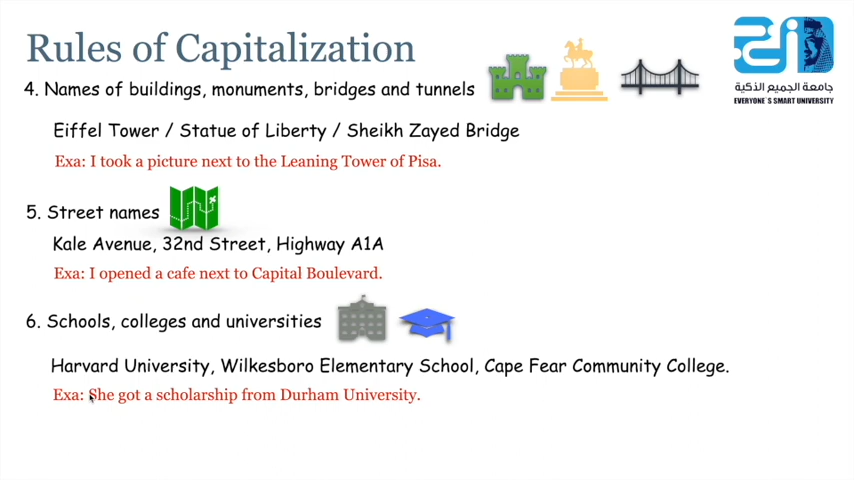 Rules of Capitalization
4. Names of buildings, monuments, bridges and tunnels
Eiffel Tower / Statue of Liberty / Sheikh Zayed Bridge
Exa: I took a picture next to the Leaning Tower of Pisa.
5. Street names
Kale Avenue, 32nd Street, Highway A1A
Exa: I opened a cafe next to Capital Boulevard.
6. Schools, colleges and universities
Harvard University, Wilkesboro Elementary School, Cape Fear Community College.
Exa: She got a scholarship from Durham University.
جامعة الجميع الذكية
EVERYONE`S SMART UNIVERSITY